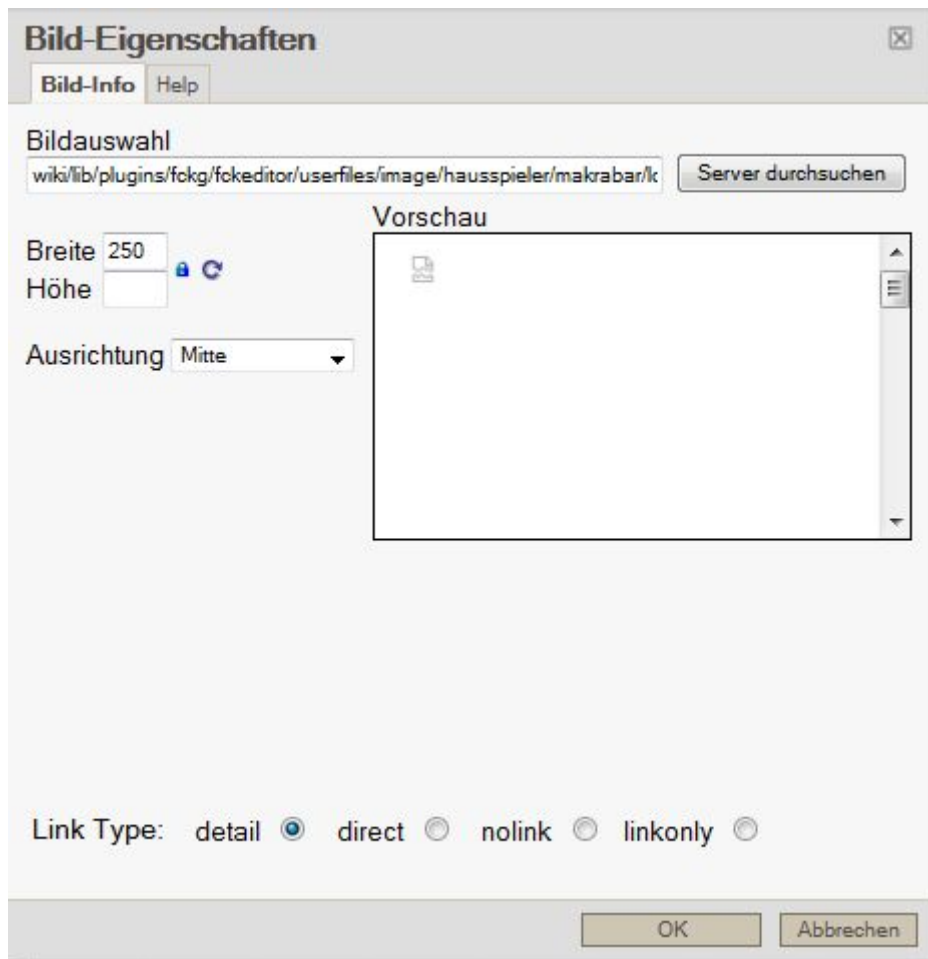 Bild-Eigenschaften
Bild-Info Help
Bildauswahl
wiki/lib/plugins/fckg/fckeditor/userfiles/image/hausspieler/makrabar/lc Server durchsuchen
Vorschau
Breite 250
Höhe
Ausrichtung Mitte
Link Type: detail direct nolink linkonly
OK Abbrechen